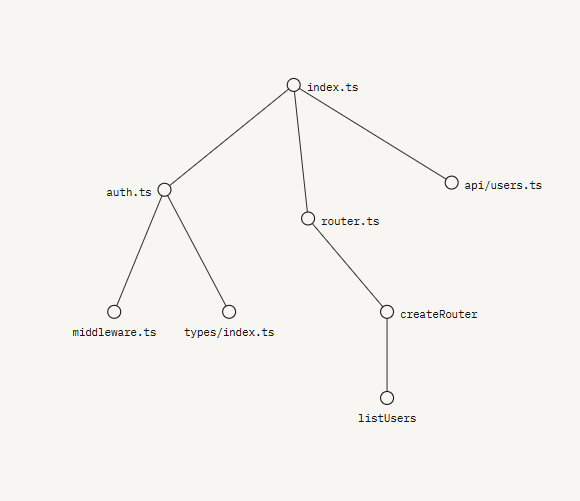 index.ts
auth.ts
api/users.ts
router.ts
createRouter
middleware.ts
types/index.ts
listUsers